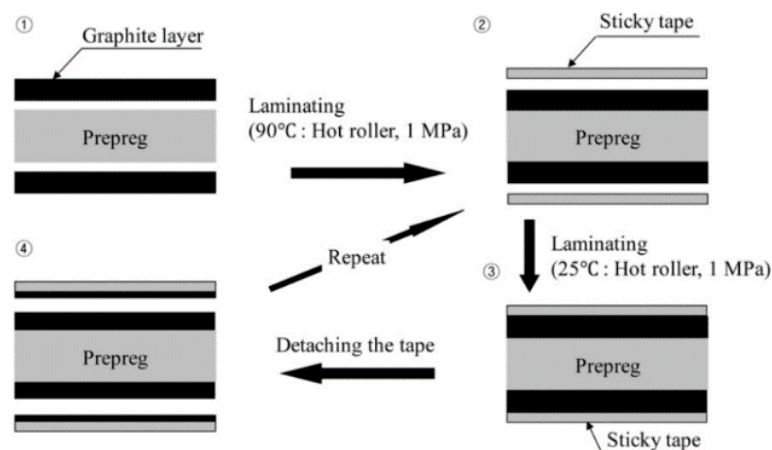 ①
Graphite layer
Prepreg
Laminating
(90℃ : Hot roller, 1 MPa)
②
Sticky tape
Prepreg
Repeat
Laminating
(25℃ : Hot roller, 1 MPa)
③
Prepreg
Sticky tape
Detaching the tape
④
Prepreg